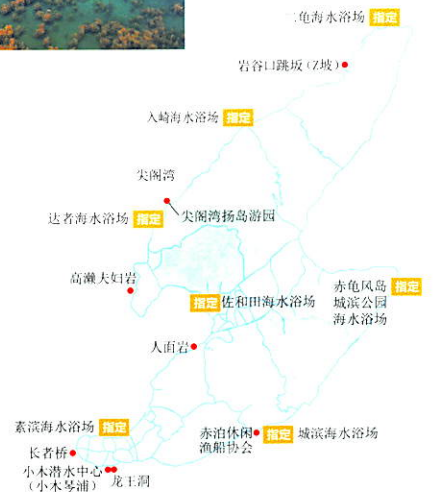 二龟海水浴场 指定
岩谷口跳坂(Z坡)
入崎海水浴场 指定
尖阁湾
达者海水浴场 指定
尖阁湾扬岛游园
高濑夫妇岩
指定 佐和田海水浴场
赤龟风岛
城滨公园
海水浴场
指定
人面岩
素滨海水浴场 指定
赤泊休闲
渔船协会
指定 城滨海水浴场
长者桥
小木潜水中心
(小木琴浦)
龙王洞